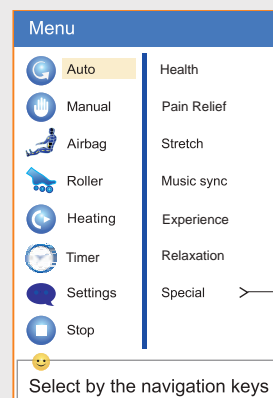 Menu
Auto
Health
Manual
Pain Relief
Airbag
Stretch
Roller
Music sync
Heating
Experience
Timer
Relaxation
Settings
Special
Stop
Select by the navigation keys